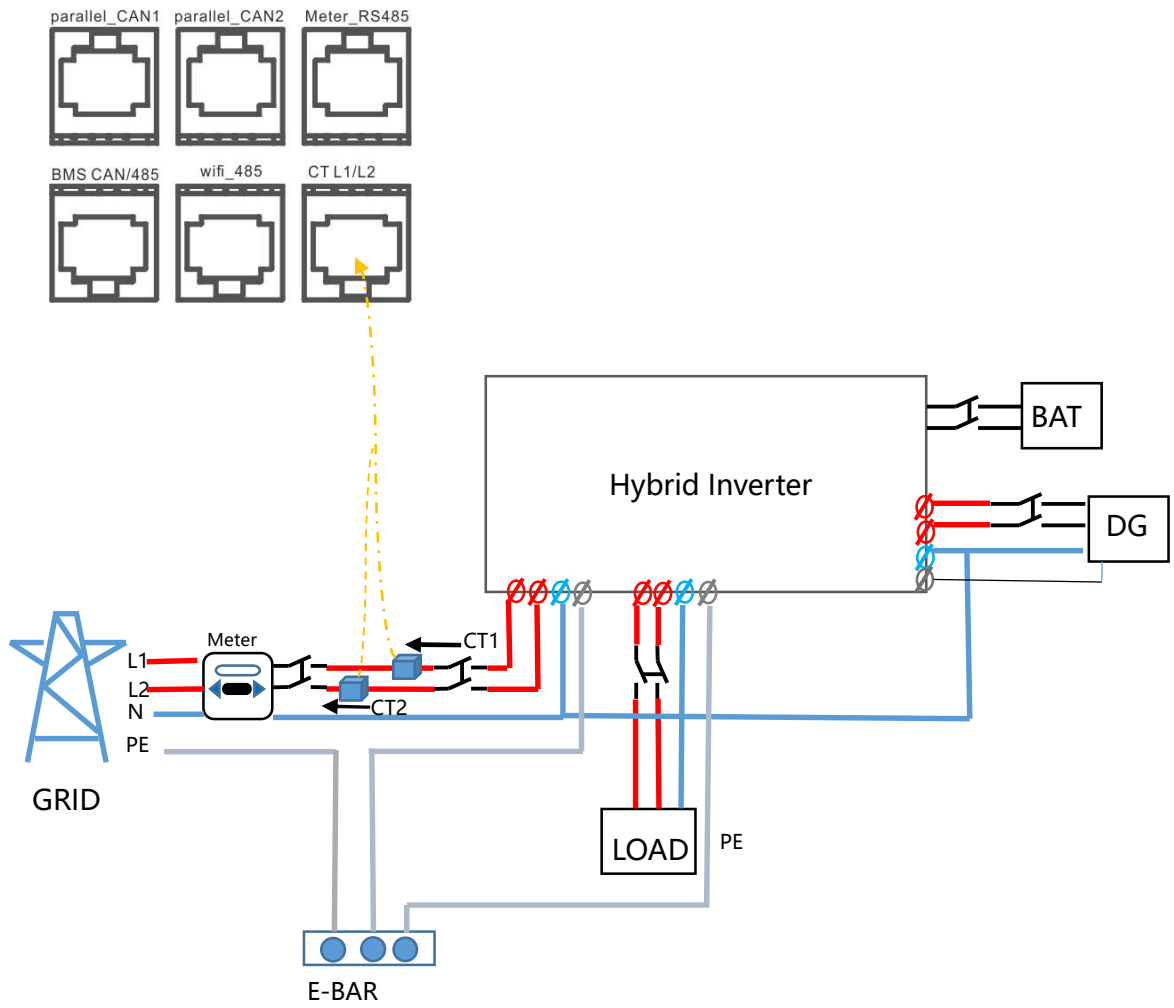 parallel_CAN1
parallel_CAN2
Meter_RS485
BMS CAN/485
wifi_485
CT L1/L2
Hybrid Inverter
BAT
DG
Meter
CT1
L1
L2
N
CT2
PE
GRID
LOAD
PE
E-BAR